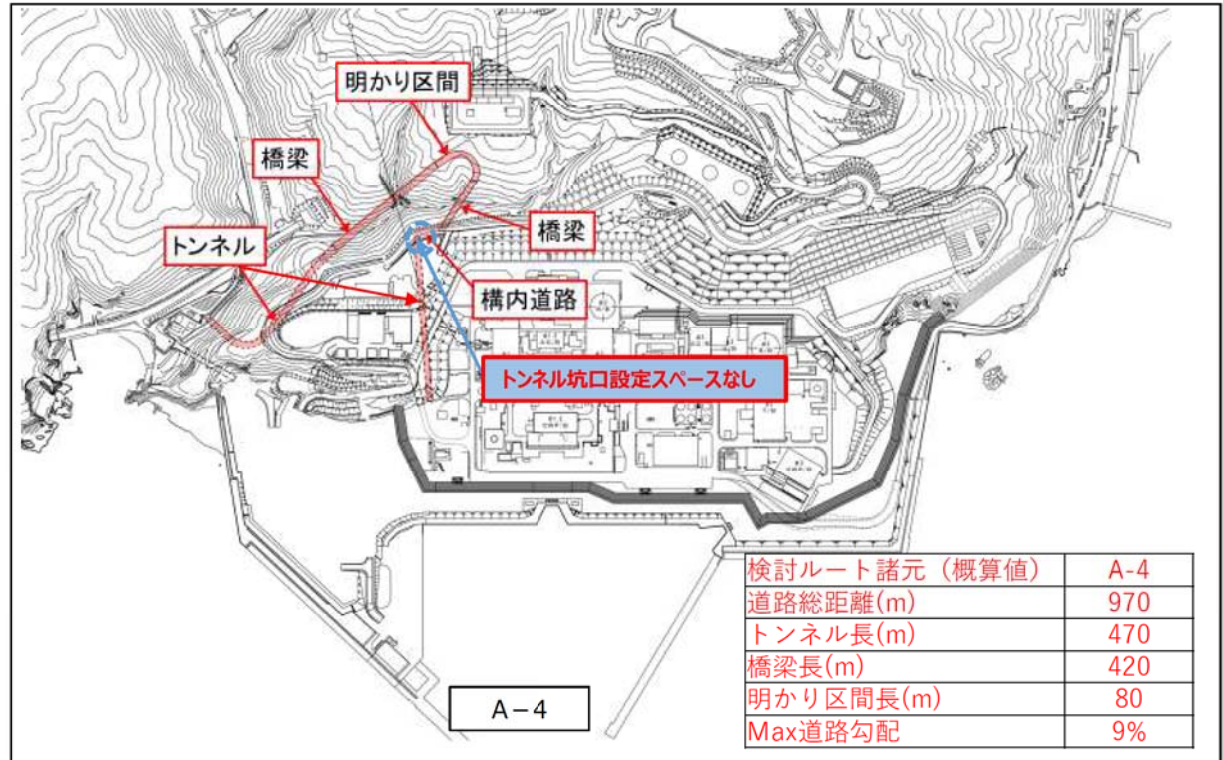 明かり区間
橋梁
橋梁
トンネル
構内道路
トンネル坑口設定スペースなし
検討ルート諸元（概算値） A-4
道路総距離(m) 970
トンネル長(m) 470
橋梁長(m) 420
明かり区間長(m) 80
Max道路勾配 9%
A－4